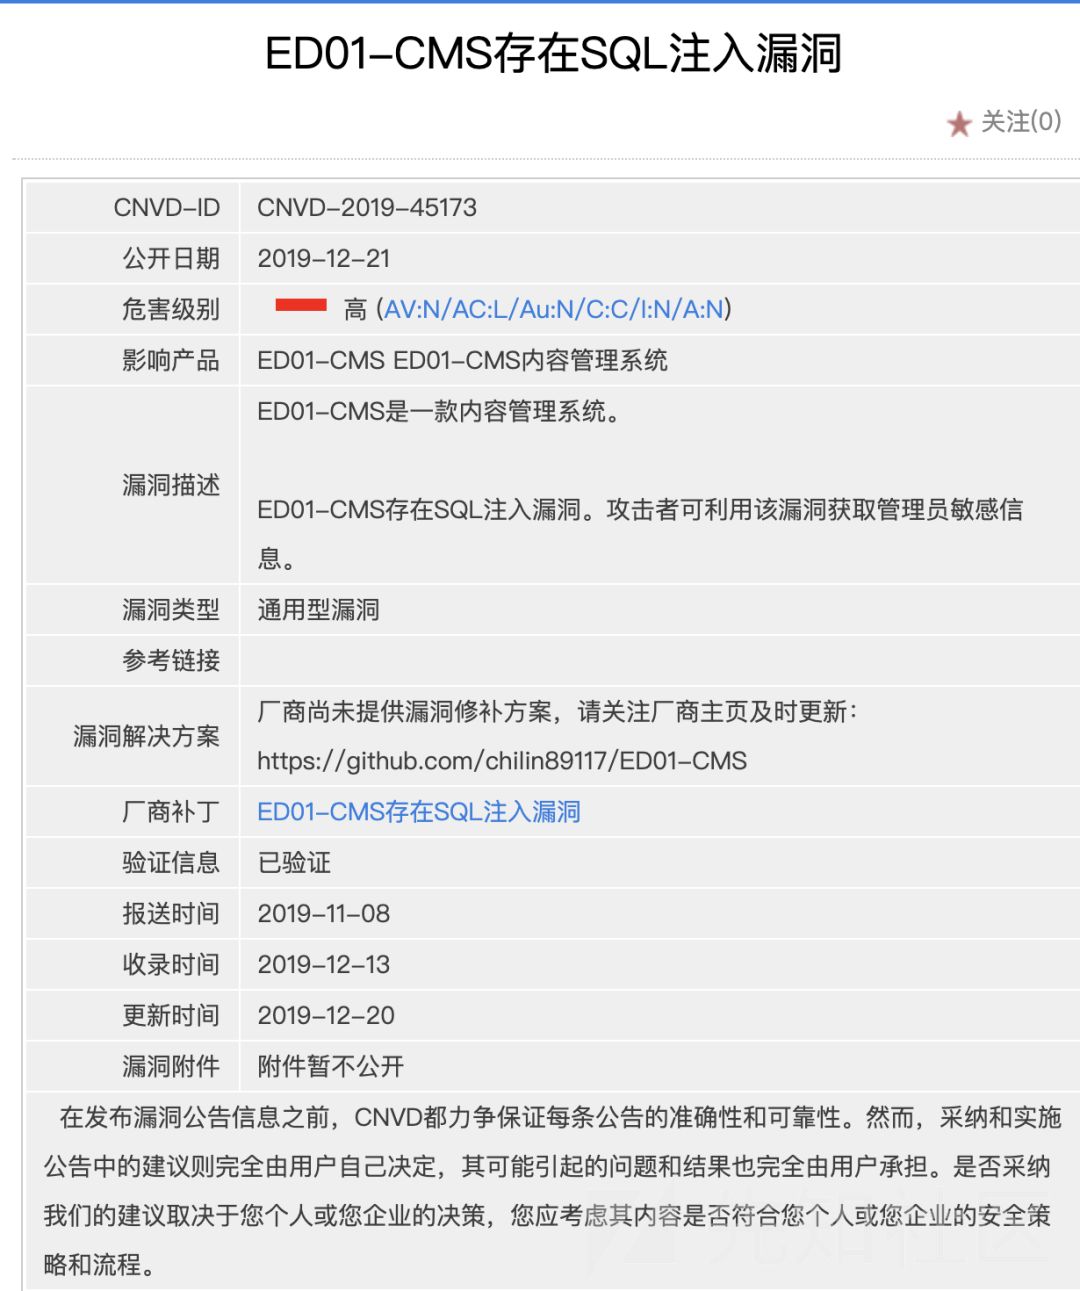 ED01-CMS存在SQL注入漏洞
关注(0)
CNVD-ID CNVD-2019-45173
公开日期 2019-12-21
危害级别 高 (AV:N/AC:L/Au:N/C:C/I:N/A:N)
影响产品 ED01-CMS ED01-CMS内容管理系统
ED01-CMS是一款内容管理系统。
漏洞描述
ED01-CMS存在SQL注入漏洞。攻击者可利用该漏洞获取管理员敏感信
息。
漏洞类型 通用型漏洞
参考链接
厂商尚未提供漏洞修补方案，请关注厂商主页及时更新：
漏洞解决方案
https://github.com/chilin89117/ED01-CMS
厂商补丁 ED01-CMS存在SQL注入漏洞
验证信息 已验证
报送时间 2019-11-08
收录时间 2019-12-13
更新时间 2019-12-20
漏洞附件 附件暂不公开
在发布漏洞公告信息之前，CNVD都力争保证每条公告的准确性和可靠性。然而，采纳和实施
公告中的建议则完全由用户自己决定，其可能引起的问题和结果也完全由用户承担。是否采纳
我们的建议取决于您个人或您企业的决策，您应考虑其内容是否符合您个人或您企业的安全策
略和流程。
先知社区